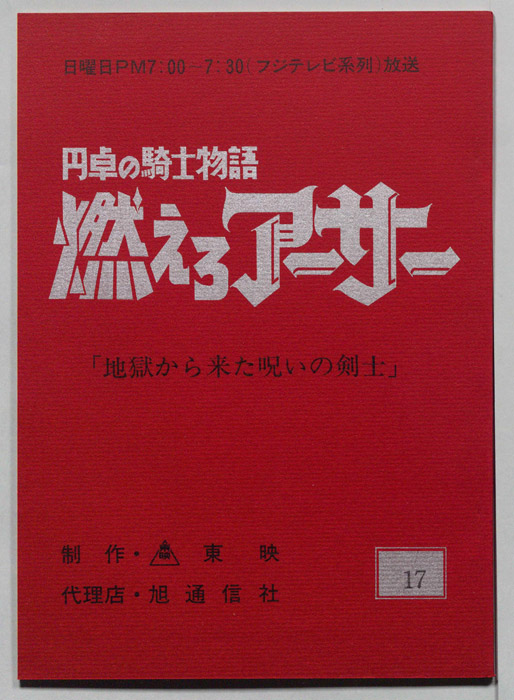 日曜日PM7:00-7:30(フジテレビ系列)放送
円卓の騎士物語
燃えろアーサー
「地獄から来た呪いの剣士」
制作・東映
代理店・旭通信社
17